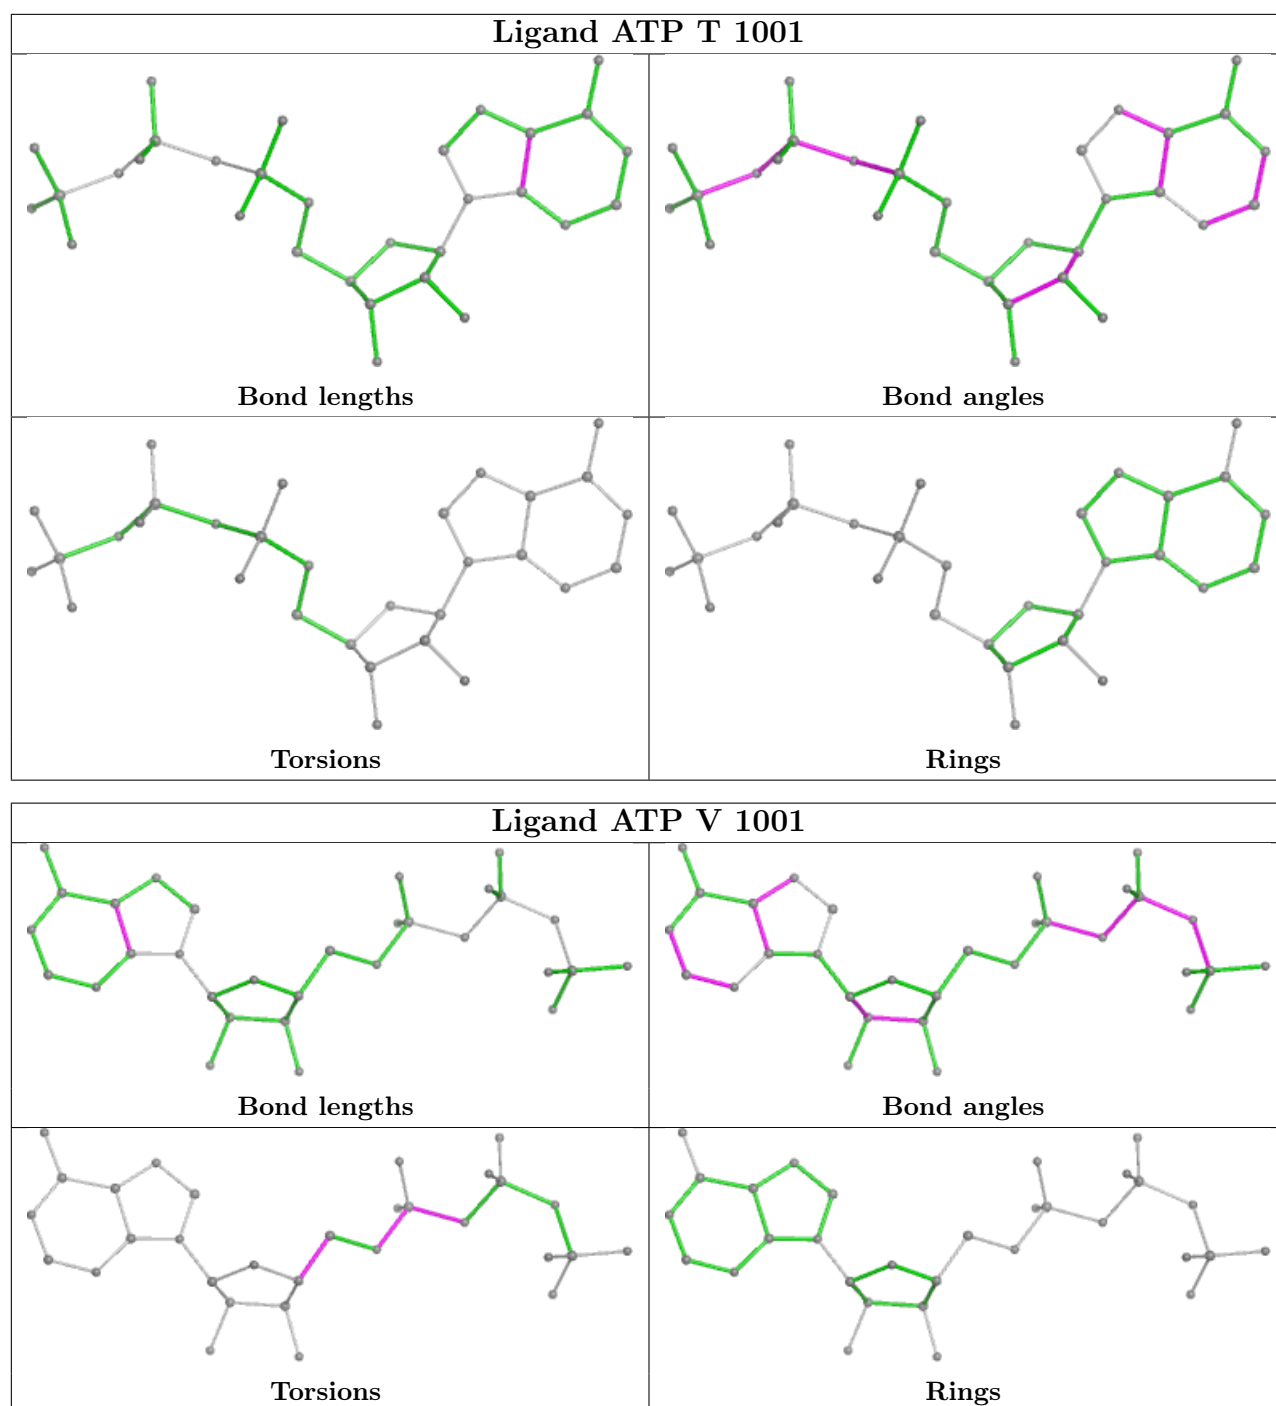 Ligand ATP T 1001
Bond lengths
Bond angles
Torsions
Rings
Ligand ATP V 1001
Bond lengths
Bond angles
Torsions
Rings